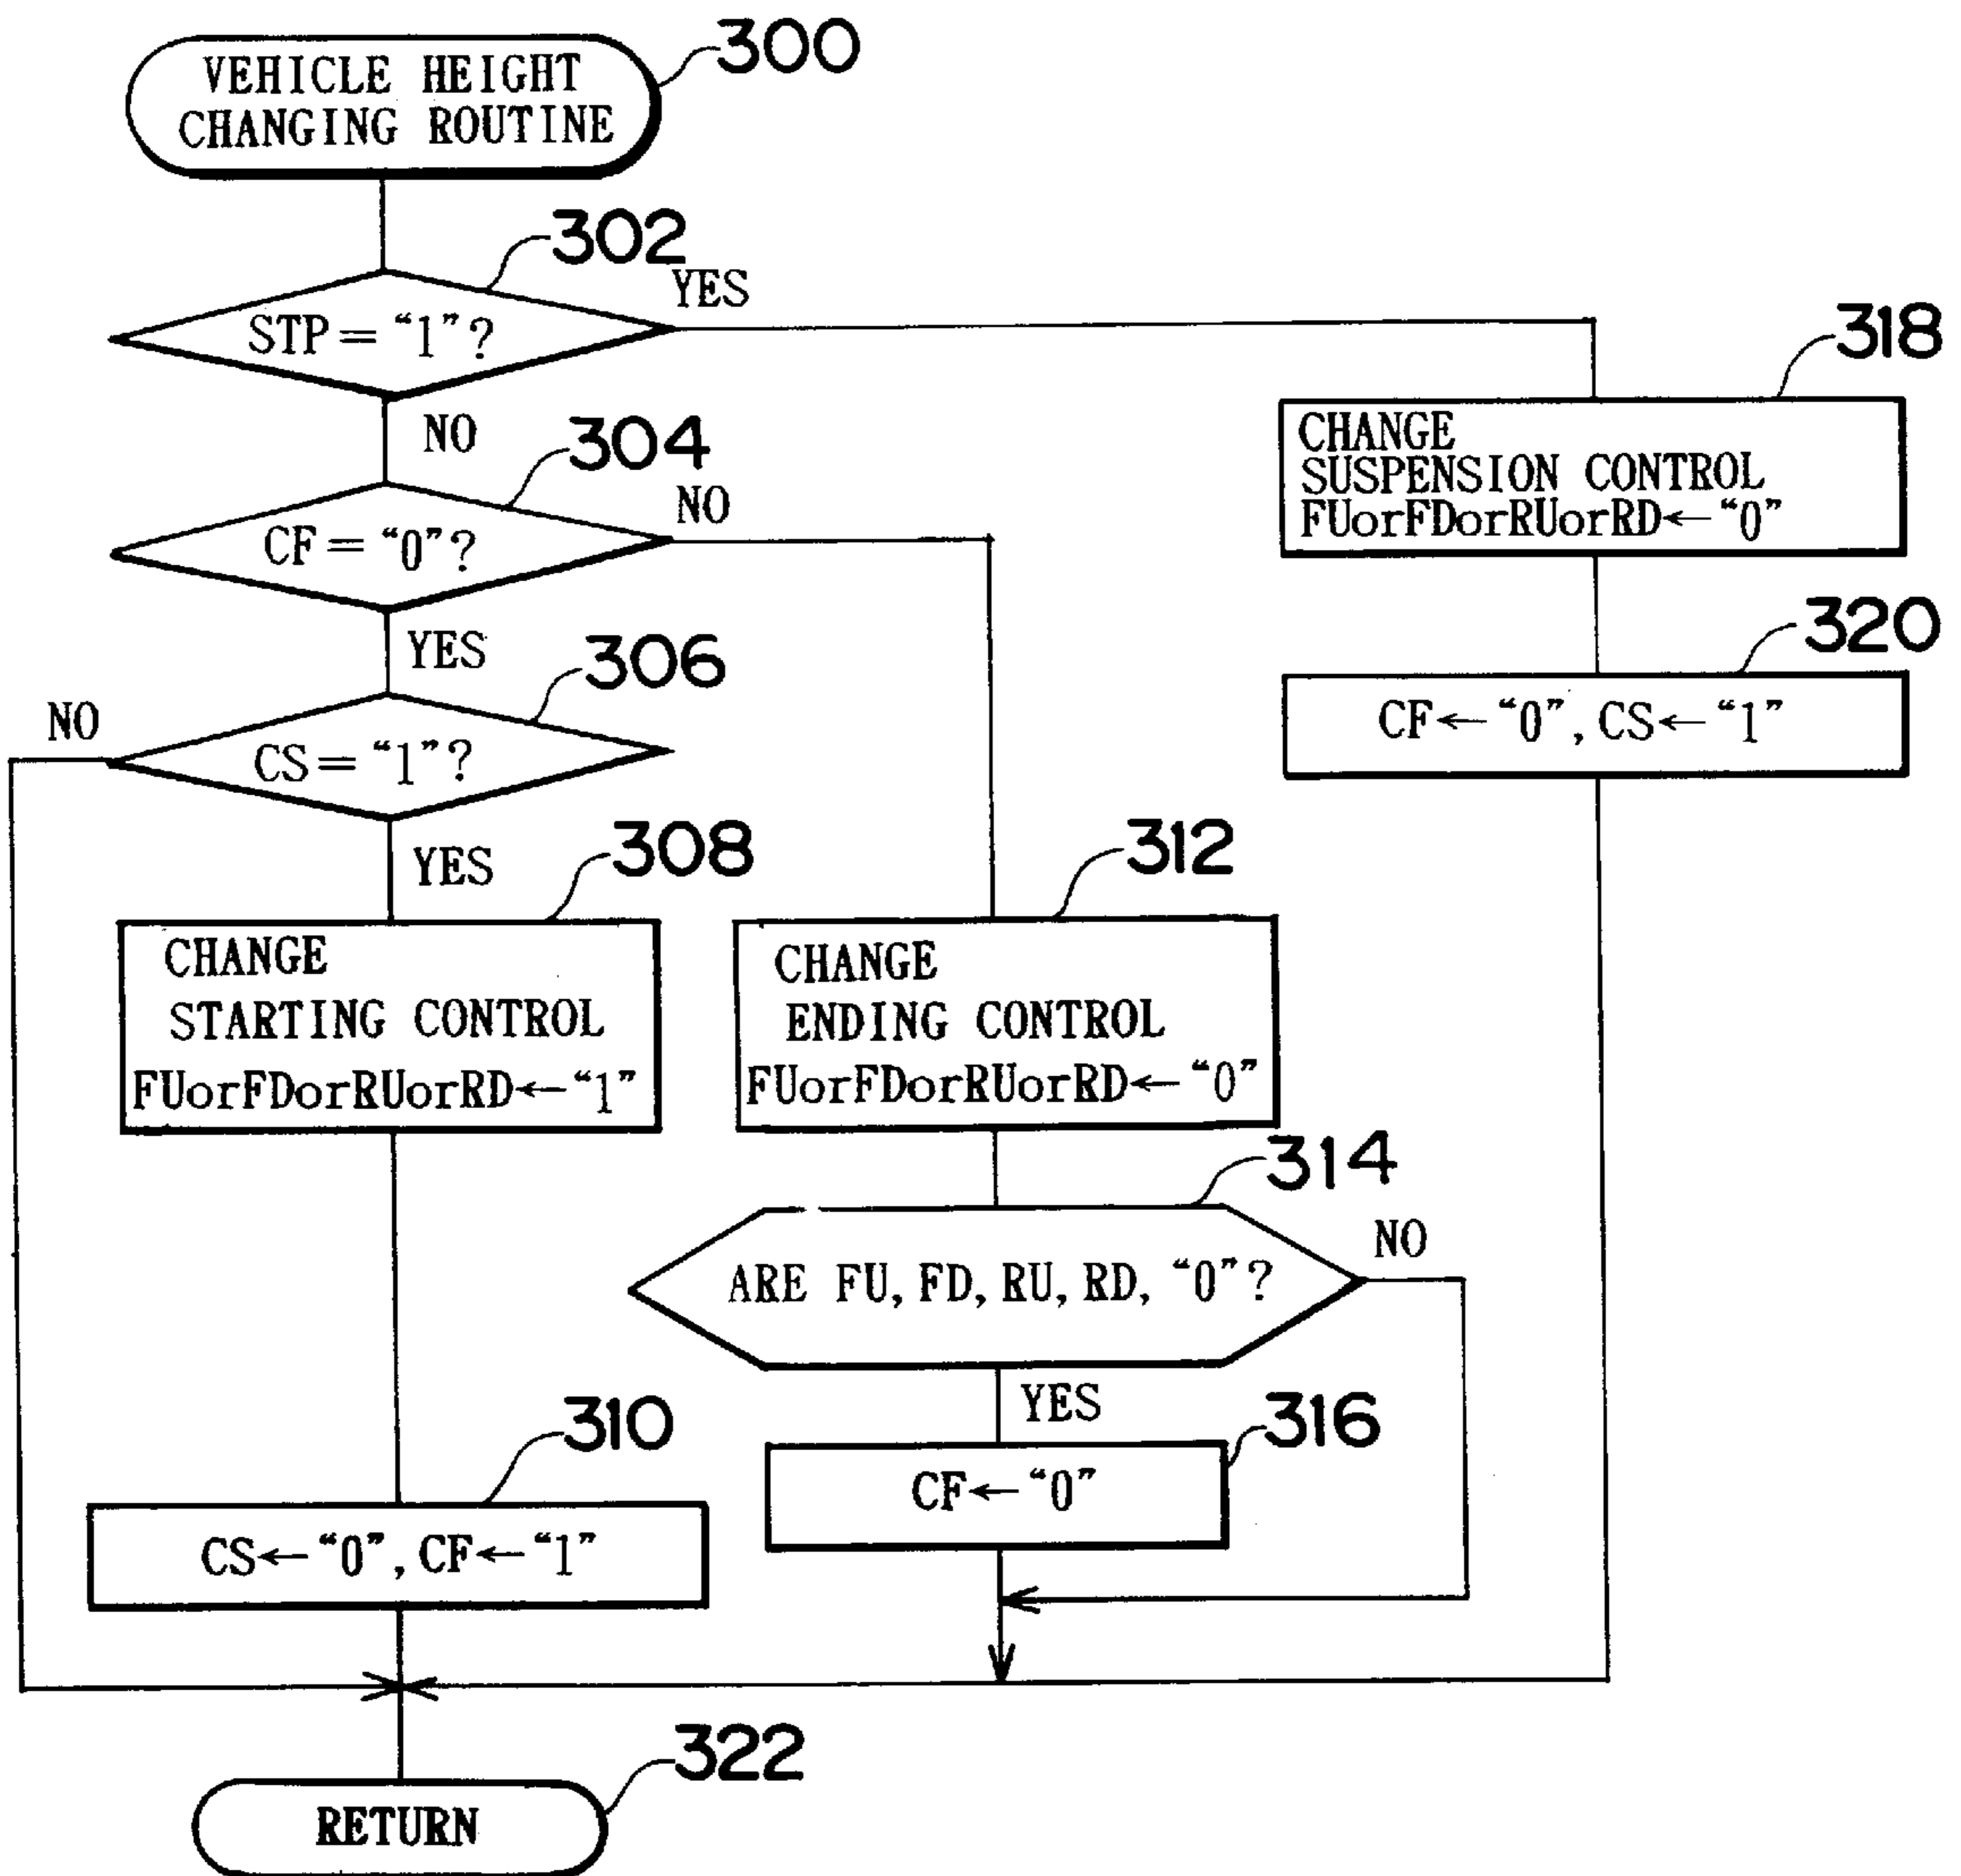 300
VEHICLE HEIGHT
CHANGING ROUTINE
302
YES
STP = “1”?
NO
318
CHANGE
SUSPENSION CONTROL
FUorFDorRUorRD←“0”
304
NO
CF = “0”?
YES
320
CF←“0”, CS←“1”
306
NO
CS = “1”?
YES
308
CHANGE
STARTING CONTROL
FUorFDorRUorRD←“1”
312
CHANGE
ENDING CONTROL
FUorFDorRUorRD←“0”
314
NO
ARE FU, FD, RU, RD, “0”?
YES
310
CS←“0”, CF←“1”
316
CF←“0”
322
RETURN